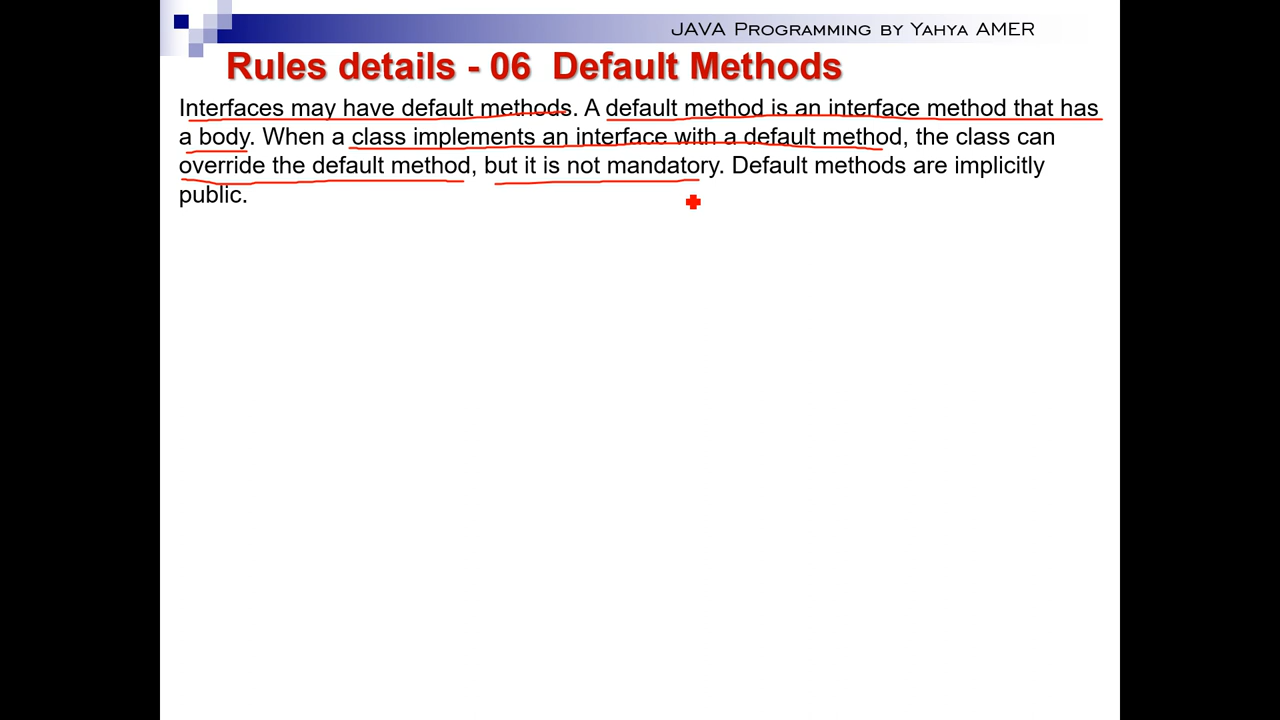 JAVA Programming by Yahya AMER
Rules details - 06 Default Methods
Interfaces may have default methods. A default method is an interface method that has
a body. When a class implements an interface with a default method, the class can
override the default method, but it is not mandatory. Default methods are implicitly
public.